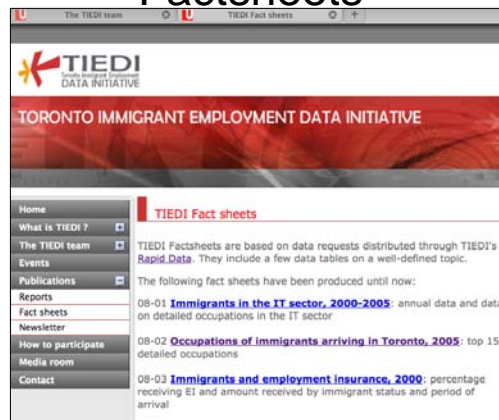 Factsheets
The TIEDI team
TIEDI Fact sheets
TIEDI
Toronto Immigrant Employment
DATA INITIATIVE
TORONTO IMMIGRANT EMPLOYMENT DATA INITIATIVE
Home
What is TIEDI ?
The TIEDI team
Events
Publications
Reports
Fact sheets
Newsletter
How to participate
Media room
Contact
TIEDI Fact sheets
TIEDI Factsheets are based on data requests distributed through TIEDI's
Rapid Data. They include a few data tables on a well-defined topic.
The following fact sheets have been produced until now:
08-01 Immigrants in the IT sector, 2000-2005: annual data and data
on detailed occupations in the IT sector
08-02 Occupations of immigrants arriving in Toronto, 2005: top 15
detailed occupations
08-03 Immigrants and employment insurance, 2000: percentage
receiving EI and amount received by immigrant status and period of
arrival